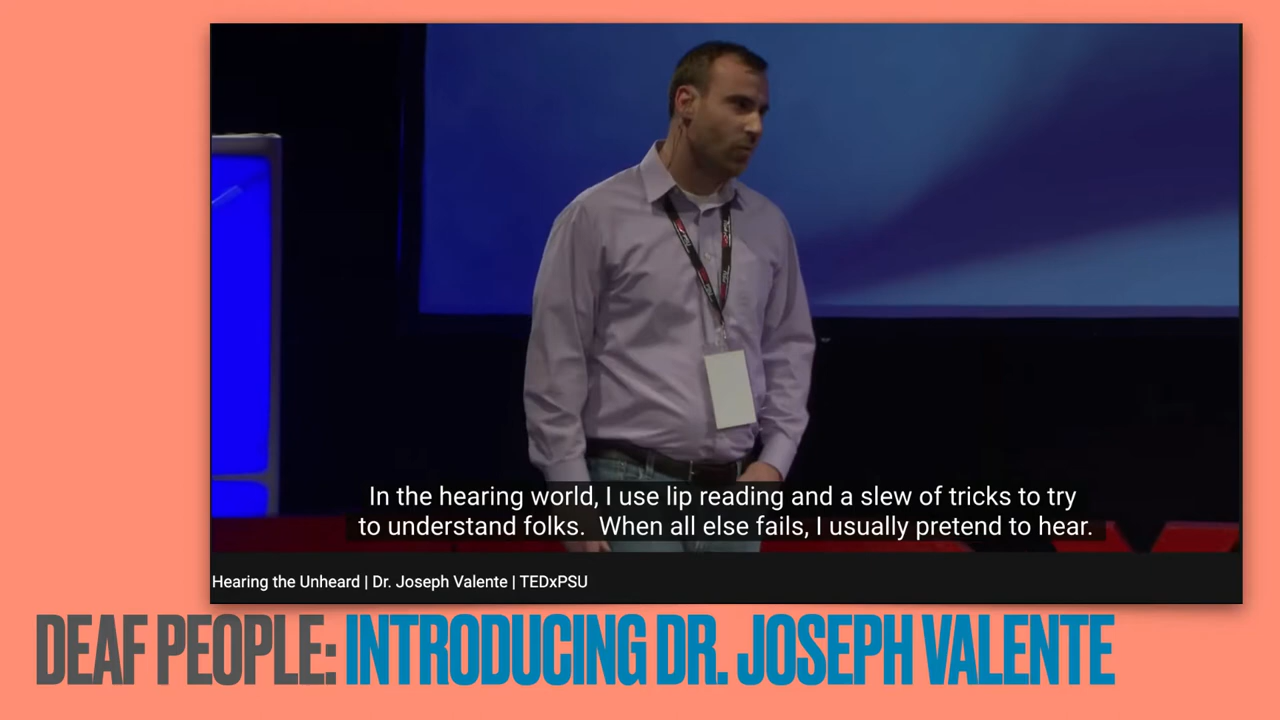 In the hearing world, I use lip reading and a slew of tricks to try
to understand folks.  When all else fails, I usually pretend to hear.
Hearing the Unheard | Dr. Joseph Valente | TEDxPSU
DEAF PEOPLE: INTRODUCING DR. JOSEPH VALENTE